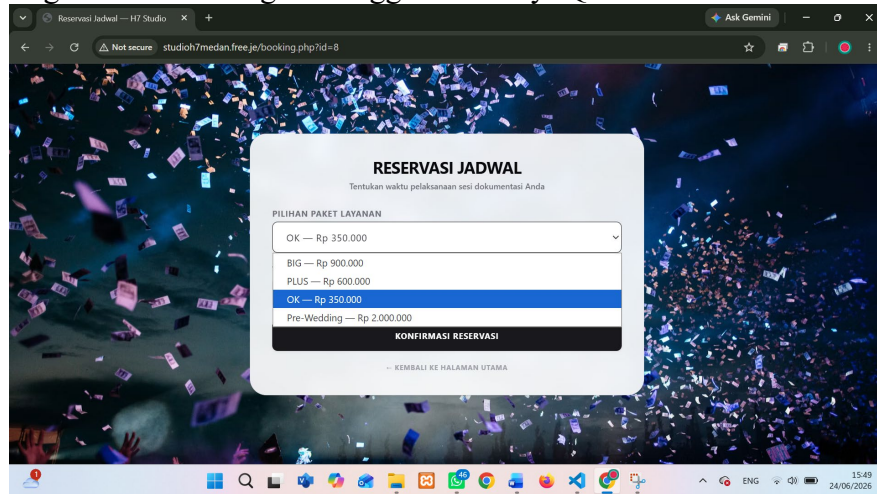 Reservasi Jadwal — H7 Studio
Ask Gemini
Not secure
studioh7medan.free.je/booking.php?id=8
RESERVASI JADWAL
Tentukan waktu pelaksanaan sesi dokumentasi Anda
PILIHAN PAKET LAYANAN
OK — Rp 350.000
BIG — Rp 900.000
PLUS — Rp 600.000
OK — Rp 350.000
Pre-Wedding — Rp 2.000.000
KONFIRMASI RESERVASI
← KEMBALI KE HALAMAN UTAMA
1
46
ENG
15:49
24/06/2026